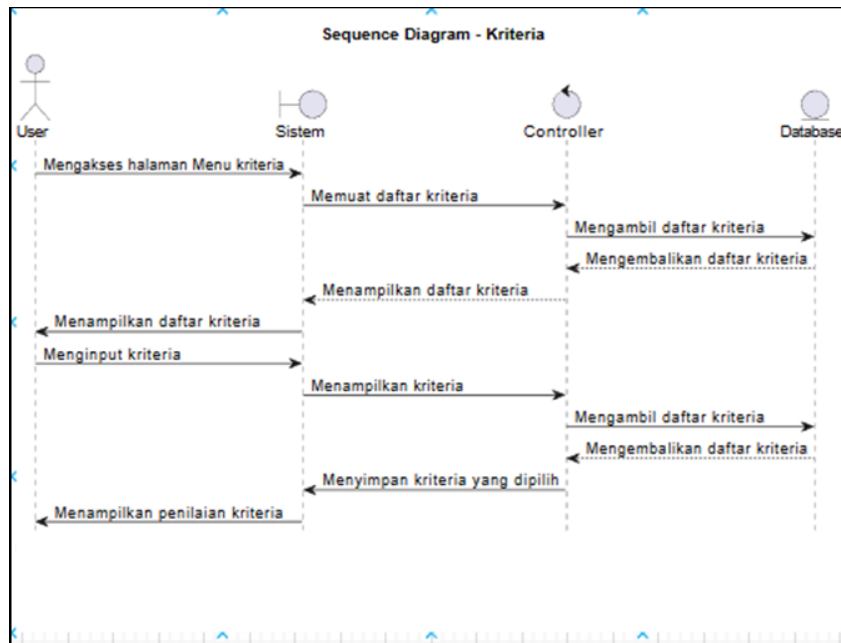 Sequence Diagram - Kriteria
User
Sistem
Controller
Database
Mengakses halaman Menu kriteria
Memuat daftar kriteria
Mengambil daftar kriteria
Mengembalikan daftar kriteria
Menampilkan daftar kriteria
Menampilkan daftar kriteria
Menginput kriteria
Menampilkan kriteria
Mengambil daftar kriteria
Mengembalikan daftar kriteria
Menyimpan kriteria yang dipilih
Menampilkan penilaian kriteria